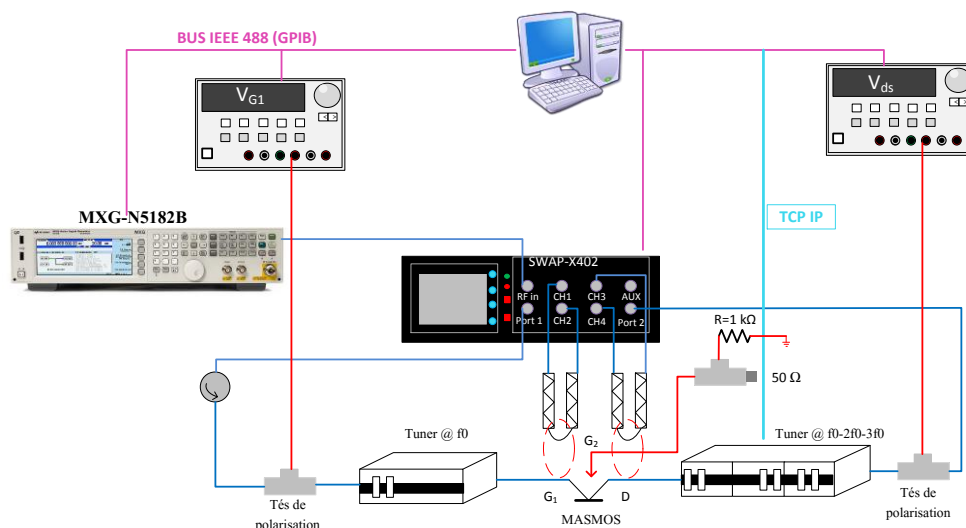 BUS IEEE 488 (GPIB)
VG1
Vds
MXG-N5182B
TCP IP
SWAP-X402
RF in
CH1
CH3
AUX
Port 1
CH2
CH4
Port 2
R=1 kΩ
50 Ω
Tuner @ f0
G2
Tuner @ f0-2f0-3f0
G1
D
Tés de
polarisation
MASMOS
Tés de
polarisation